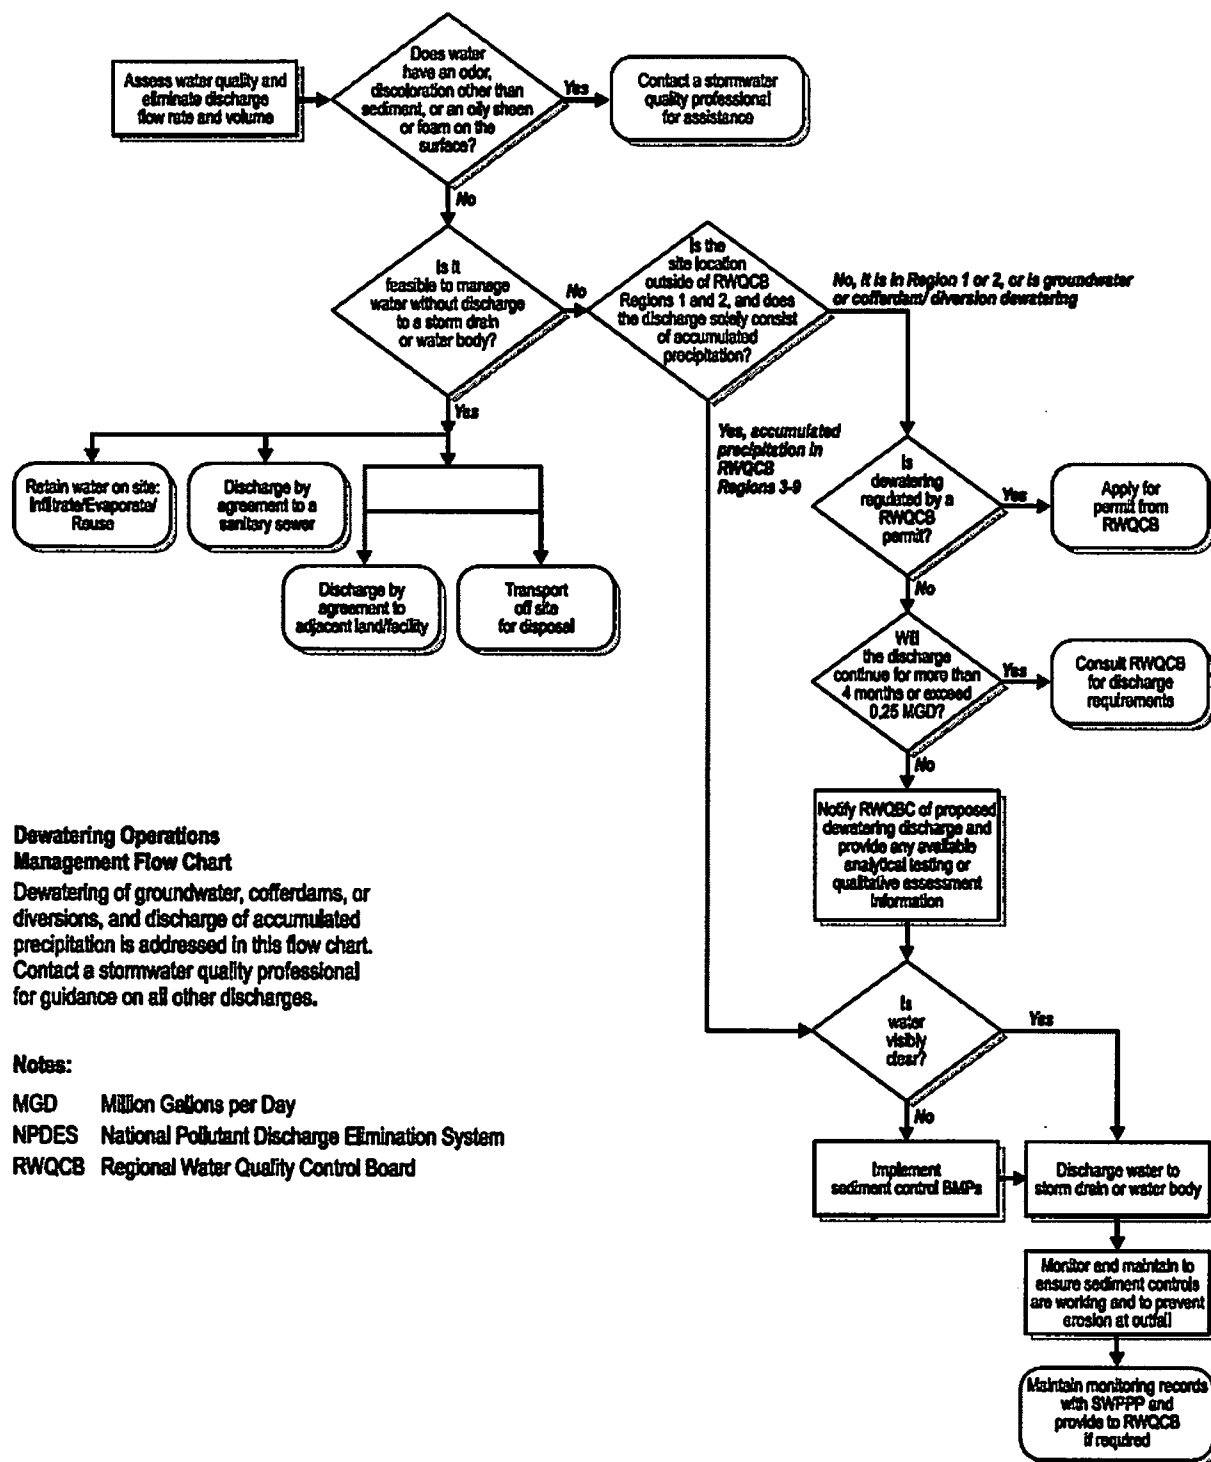 Assess water quality and
eliminate discharge
flow rate and volume
Does water
have an odor,
discoloration other than
sediment, or an oily sheen
or foam on the
surface?
Yes
Contact a stormwater
quality professional
for assistance
No
Is it
feasible to manage
water without discharge
to a storm drain
or water body?
No
Is the
site location
outside of RWQCB
Regions 1 and 2, and does
the discharge solely consist
of accumulated
precipitation?
No, it is in Region 1 or 2, or is groundwater
or cofferdam/ diversion dewatering
Yes
Yes, accumulated
precipitation in
RWQCB
Regions 3-9
Retain water on site:
Infiltrate/Evaporate/
Reuse
Discharge by
agreement to a
sanitary sewer
Discharge by
agreement to
adjacent land/facility
Transport
off site
for disposal
Is
dewatering
regulated by a
RWQCB
permit?
Yes
Apply for
permit from
RWQCB
No
Will
the discharge
continue for more than
4 months or exceed
0.25 MGD?
Yes
Consult RWQCB
for discharge
requirements
No
Notify RWQBC of proposed
dewatering discharge and
provide any available
analytical testing or
qualitative assessment
information
Dewatering Operations
Management Flow Chart
Dewatering of groundwater, cofferdams, or
diversions, and discharge of accumulated
precipitation is addressed in this flow chart.
Contact a stormwater quality professional
for guidance on all other discharges.
Is
water
visibly
clear?
Yes
No
Notes:
MGD Million Gallons per Day
NPDES National Pollutant Discharge Elimination System
RWQCB Regional Water Quality Control Board
Implement
sediment control BMPs
Discharge water to
storm drain or water body
Monitor and maintain to
ensure sediment controls
are working and to prevent
erosion at outfall
Maintain monitoring records
with SWPPP and
provide to RWQCB
if required